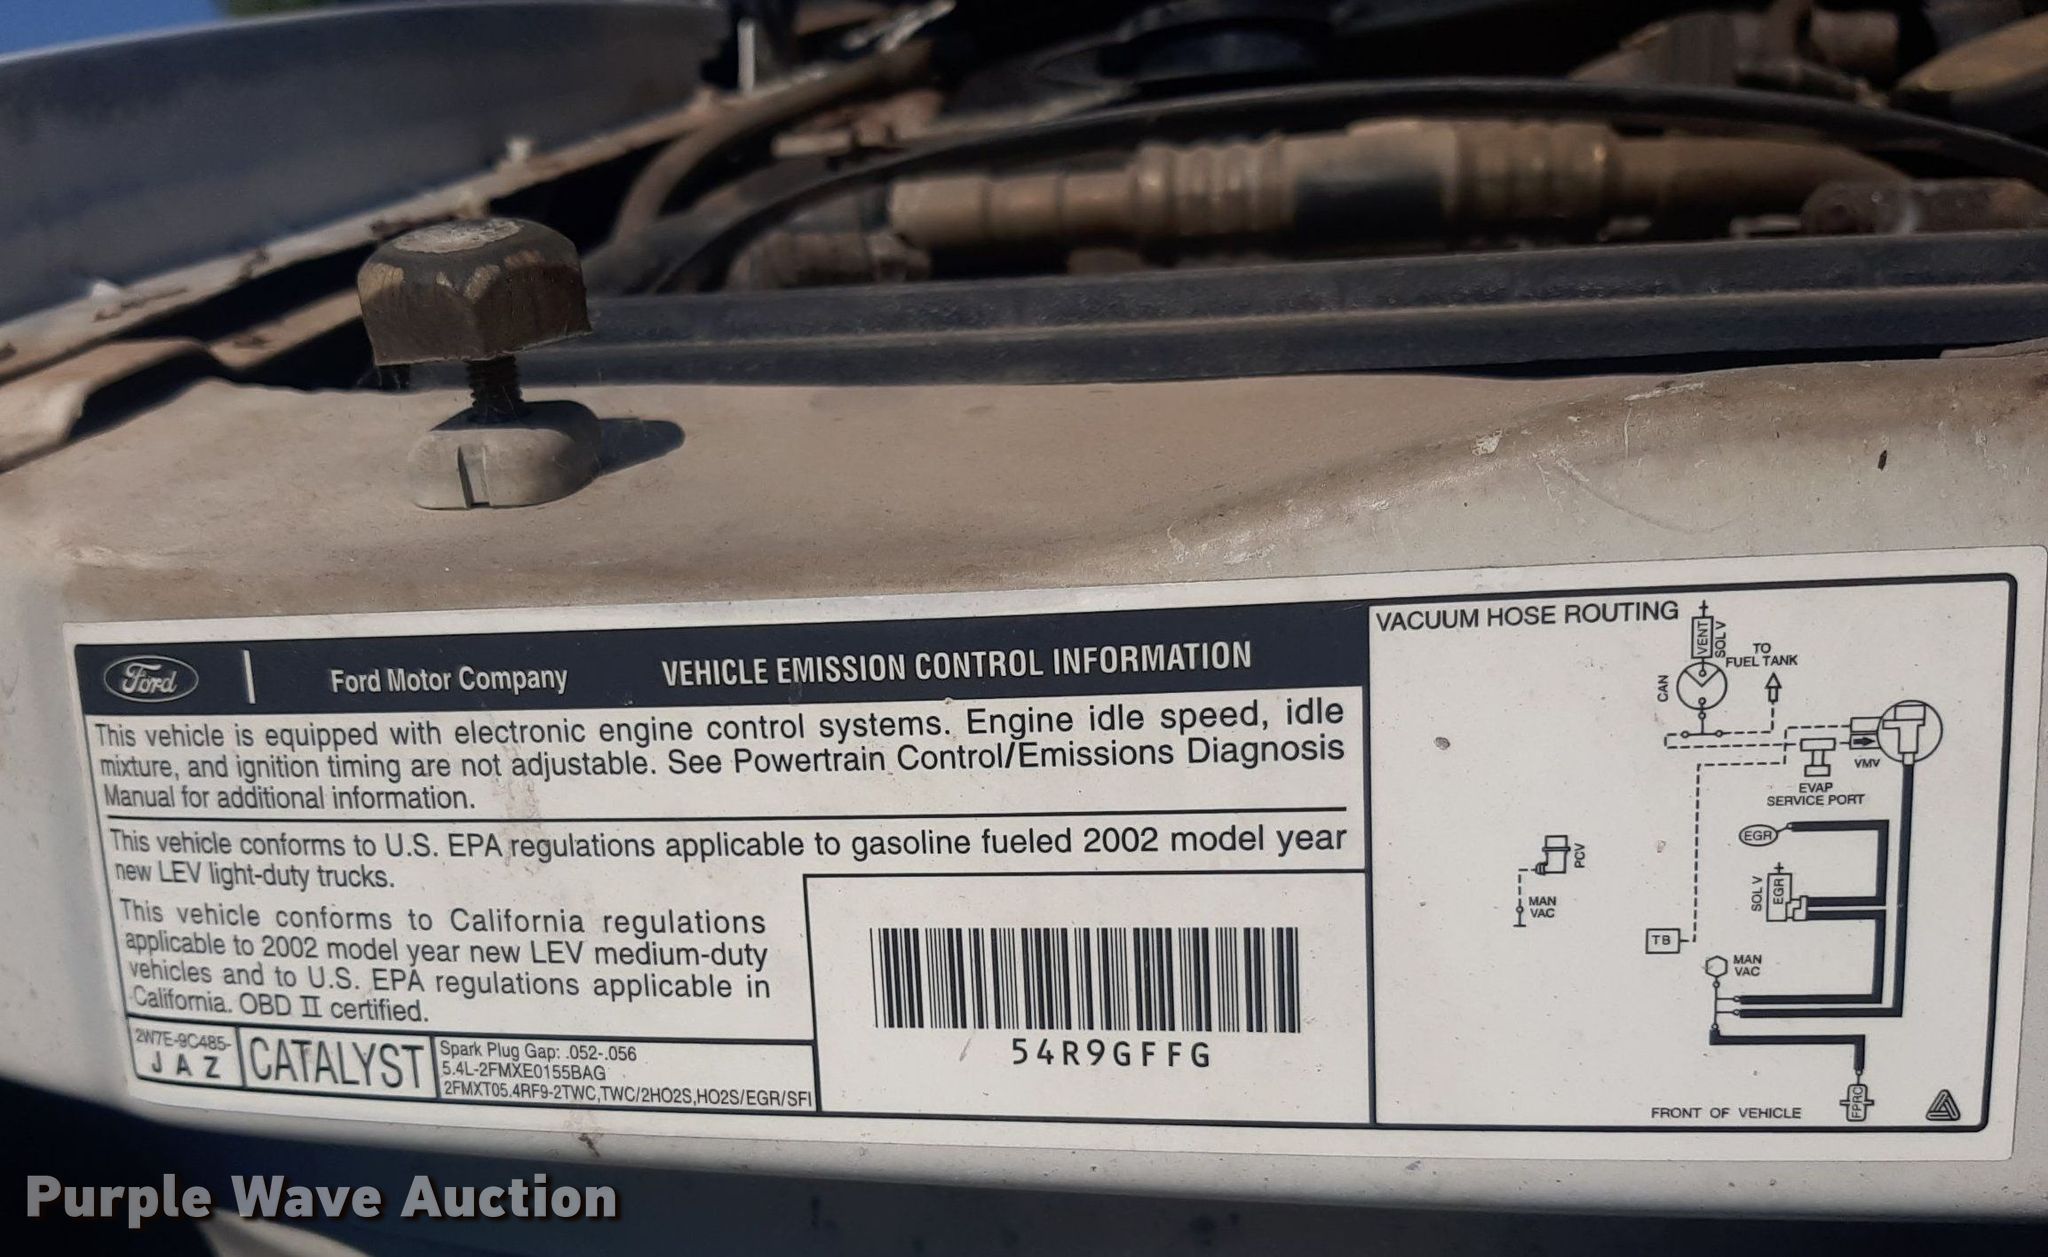 Ford
Ford Motor Company
VEHICLE EMISSION CONTROL INFORMATION
This vehicle is equipped with electronic engine control systems. Engine idle speed, idle
mixture, and ignition timing are not adjustable. See Powertrain Control/Emissions Diagnosis
Manual for additional information.
This vehicle conforms to U.S. EPA regulations applicable to gasoline fueled 2002 model year
new LEV light-duty trucks.
This vehicle conforms to California regulations
applicable to 2002 model year new LEV medium-duty
vehicles and to U.S. EPA regulations applicable in
California. OBD II certified.
2W7E-9C485-
JAZ
CATALYST
Spark Plug Gap: .052-.056
5.4L-2FMXE0155BAG
2FMXT05.4RF9-2TWC,TWC/2HO2S,HO2S/EGR/SFI
54R9GFFG
VACUUM HOSE ROUTING
VENT
SOL V
TO
FUEL TANK
CAN
VMV
EVAP
SERVICE PORT
EGR
PCV
SOL V
EGR
MAN
VAC
TB
MAN
VAC
FRONT OF VEHICLE
FPRC
Purple Wave Auction